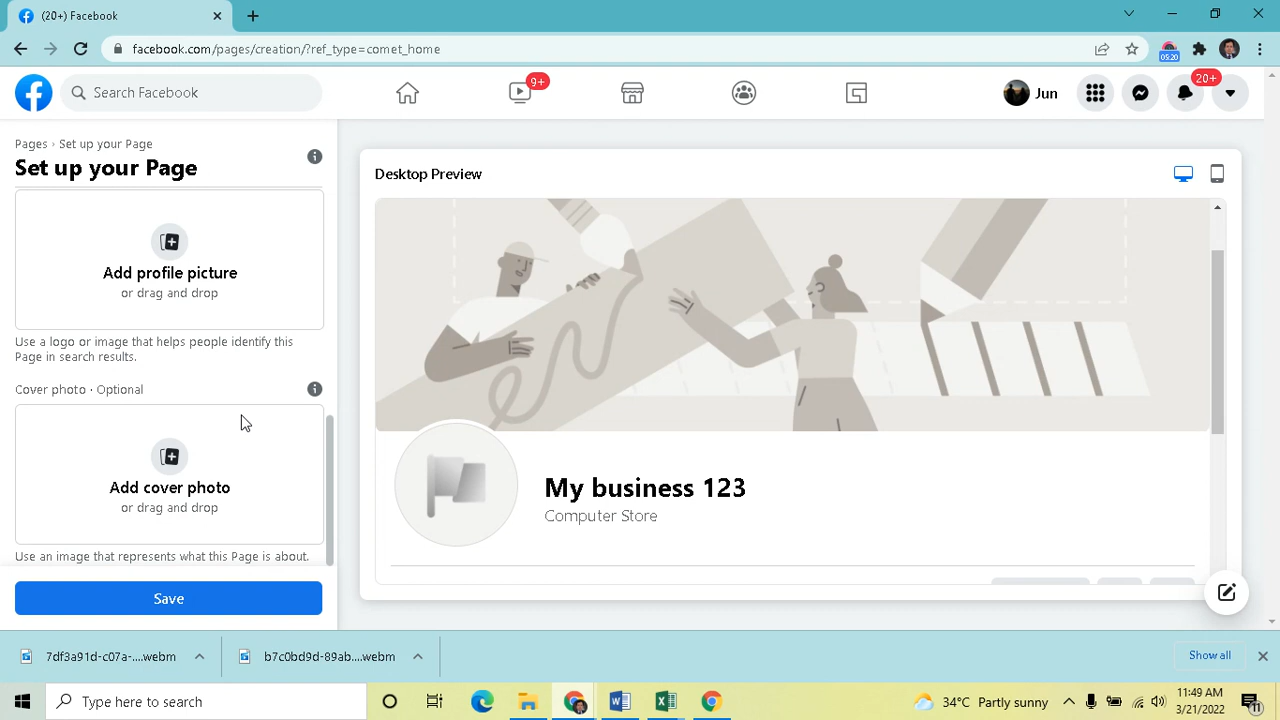 (20+) Facebook
facebook.com/pages/creation/?ref_type=comet_home
05:20
Search Facebook
9+
Jun
20+
Pages › Set up your Page
Set up your Page
Add profile picture
or drag and drop
Use a logo or image that helps people identify this
Page in search results.
Cover photo · Optional
Add cover photo
or drag and drop
Use an image that represents what this Page is about.
Save
Desktop Preview
My business 123
Computer Store
7df3a91d-c07a-....webm
b7c0bd9d-89ab....webm
Show all
Type here to search
34°C Partly sunny
11:49 AM
3/21/2022